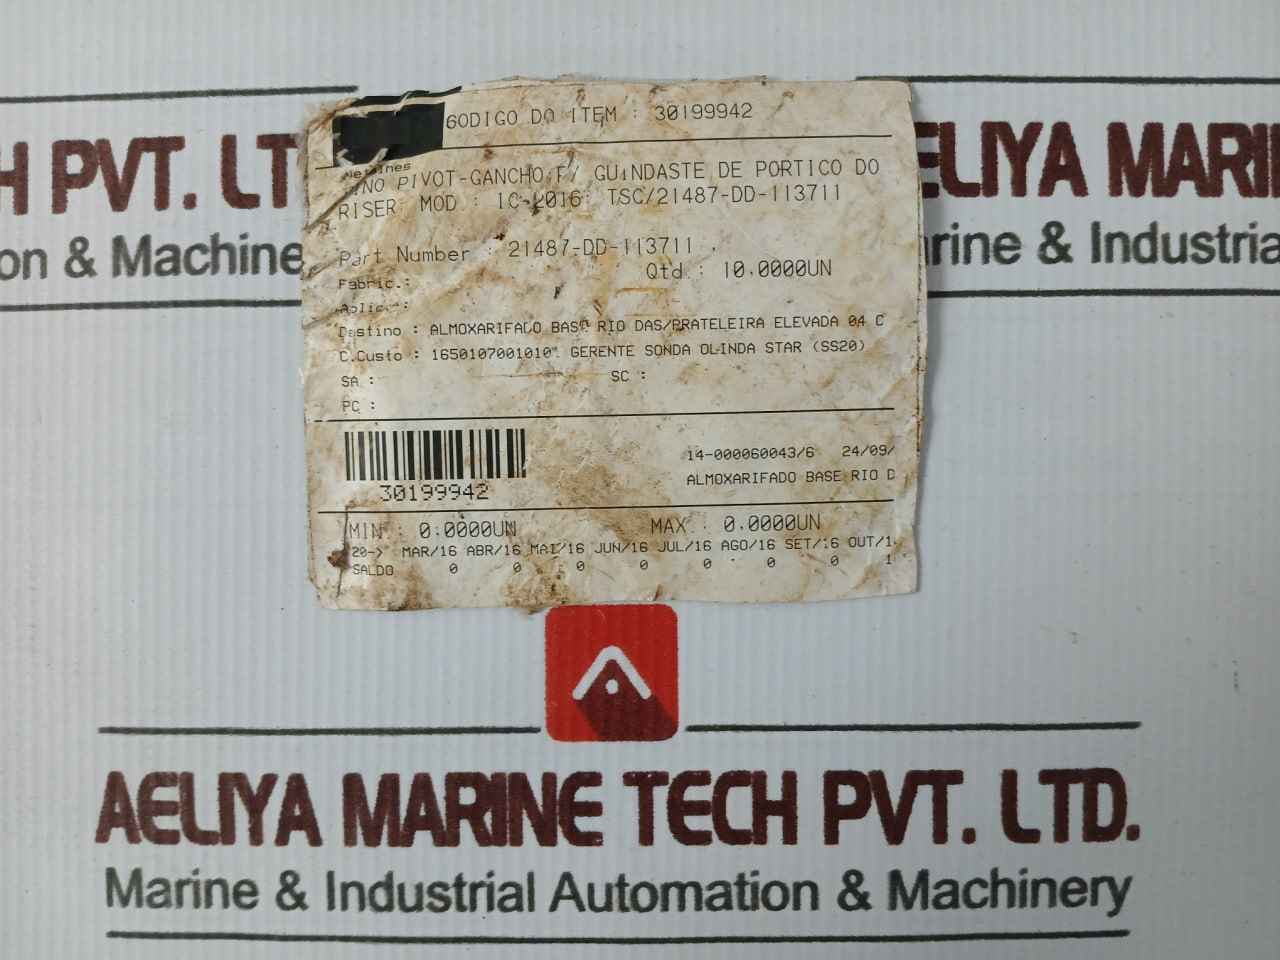 H PVT. LT
on & Machine
ELIYA MARI
arine & Industria
CODIGO DO ITEM : 30199942
PINO PIVOT-GANCHO P/ GUINDASTE DE PORTICO DO
RISER MOD : TSC/21487-DD-113711
Part Number : 21487-DD-113711
Qtd : 10.0000UN
Fabric.:
Aplic.:
Destino : ALMOXARIFADO BASE RIO DAS/PRATELEIRA ELEVADA 04 C
C.Custo : 1650107001010 GERENTE SONDA OLINDA STAR (SS20)
SA : SC :
PC :
14-000060043/6 24/09/
30199942
ALMOXARIFADO BASE RIO D
MIN : 0.0000UN MAX : 0.0000UN
20-> MAR/16 ABR/16 MAI/16 JUN/16 JUL/16 AGO/16 SET/16 OUT/1
SALDO 0 0 0 0 0 0 0 1
AELIYA MARINE TECH PVT. LTD.
Marine & Industrial Automation & Machinery